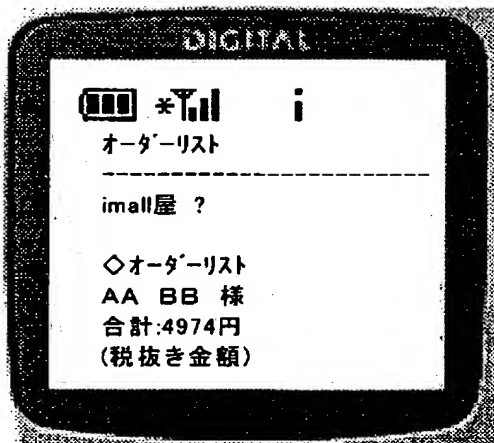 DIGITAL
i
オーダーリスト
imall屋 ?
◇オーダーリスト
AA BB 様
合計:4974円
(税抜き金額)